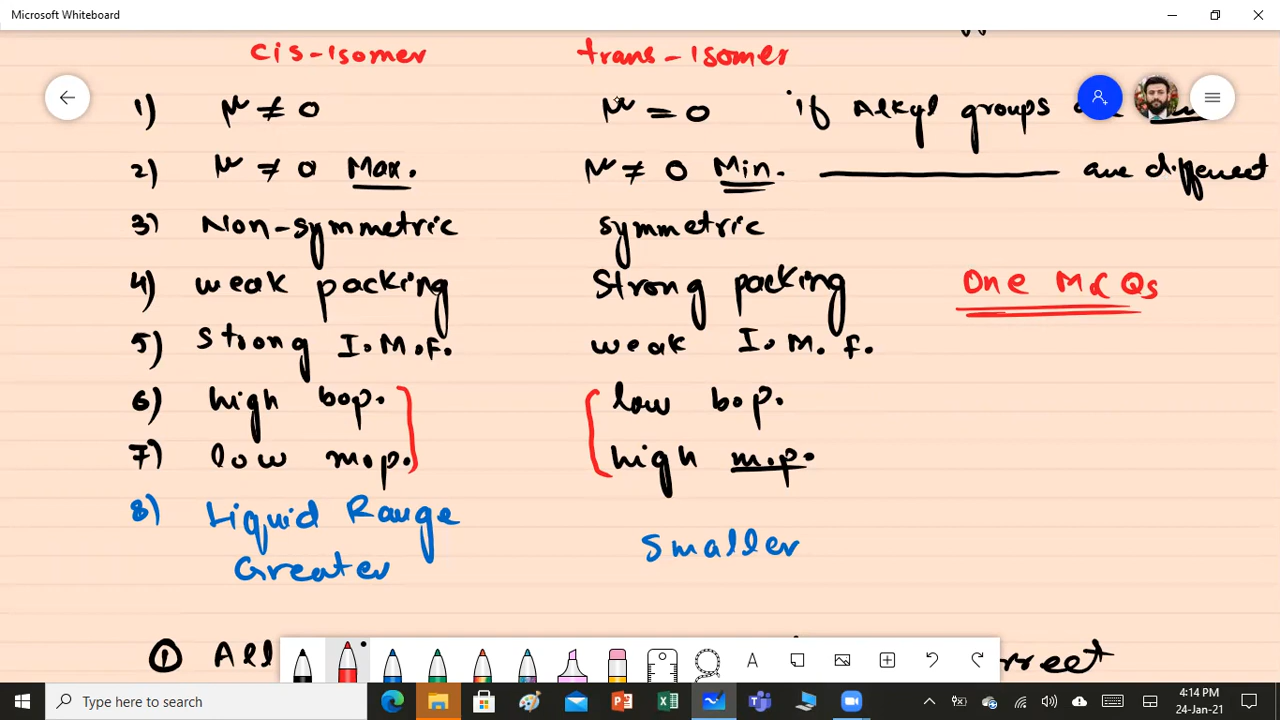 Microsoft Whiteboard
cis-Isomer trans-Isomer
1) μ ≠ 0 μ = 0 if Alkyl groups
2) μ ≠ 0 Max. μ ≠ 0 Min. are different
3) Non-symmetric symmetric
4) weak packing Strong packing One McQs
5) strong I.M.F. weak I.M.F.
6) high bop. low bop.
7) low m.p. high m.p.
8) Liquid Range
Greater smaller
① All
Type here to search
4:14 PM
24-Jan-21